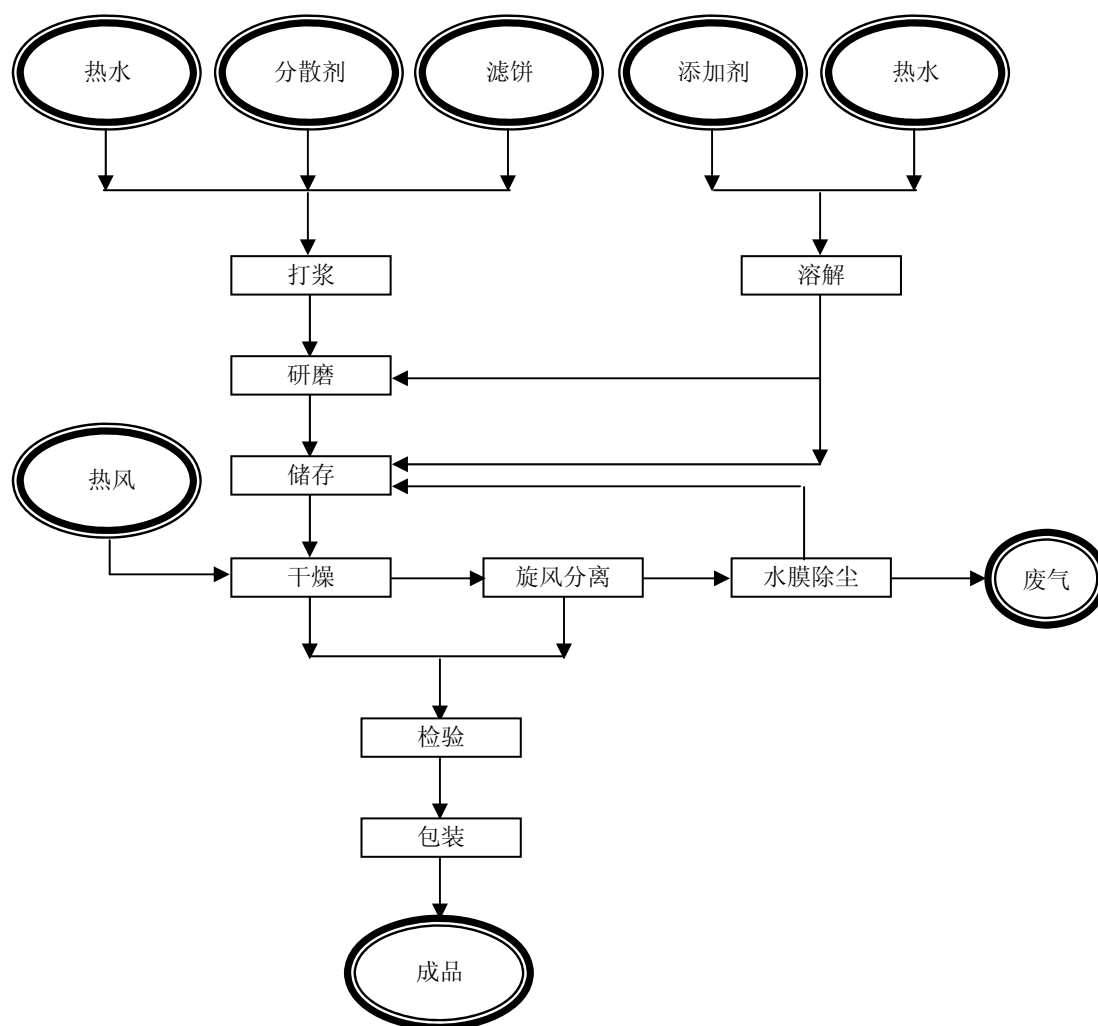 热水
分散剂
滤饼
添加剂
热水
打浆
溶解
研磨
热风
储存
干燥
旋风分离
水膜除尘
废气
检验
包装
成品